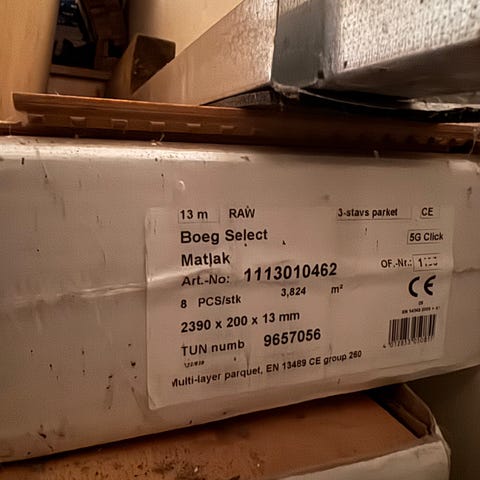 13 m RAW 3-stavs parket CE
Boeg Select 5G Click
Matlak
Art.-No: 1113010462 OF.-Nr.:
8 PCS/stk 3,824 m² CE
2390 x 200 x 13 mm
TUN numb 9657056
Multi-layer parquet, EN 13489 CE group 260